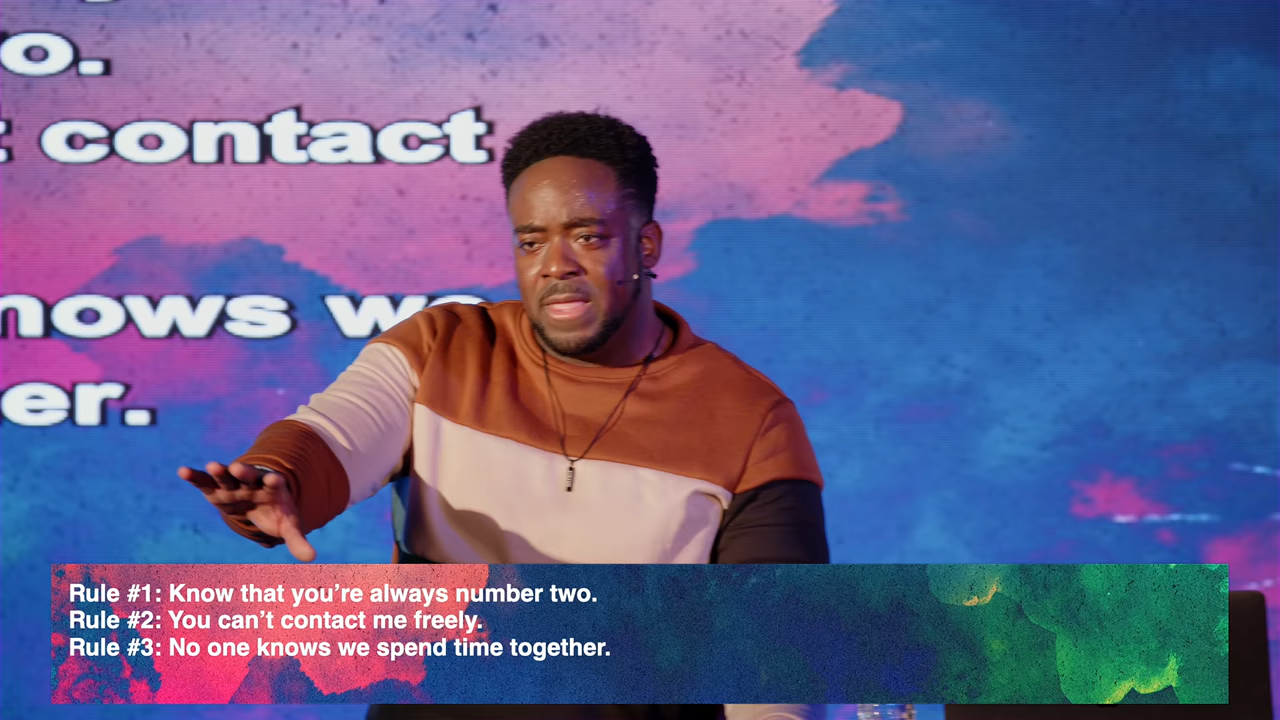 o.
contact
nows we
er.
Rule #1: Know that you’re always number two.
Rule #2: You can’t contact me freely.
Rule #3: No one knows we spend time together.